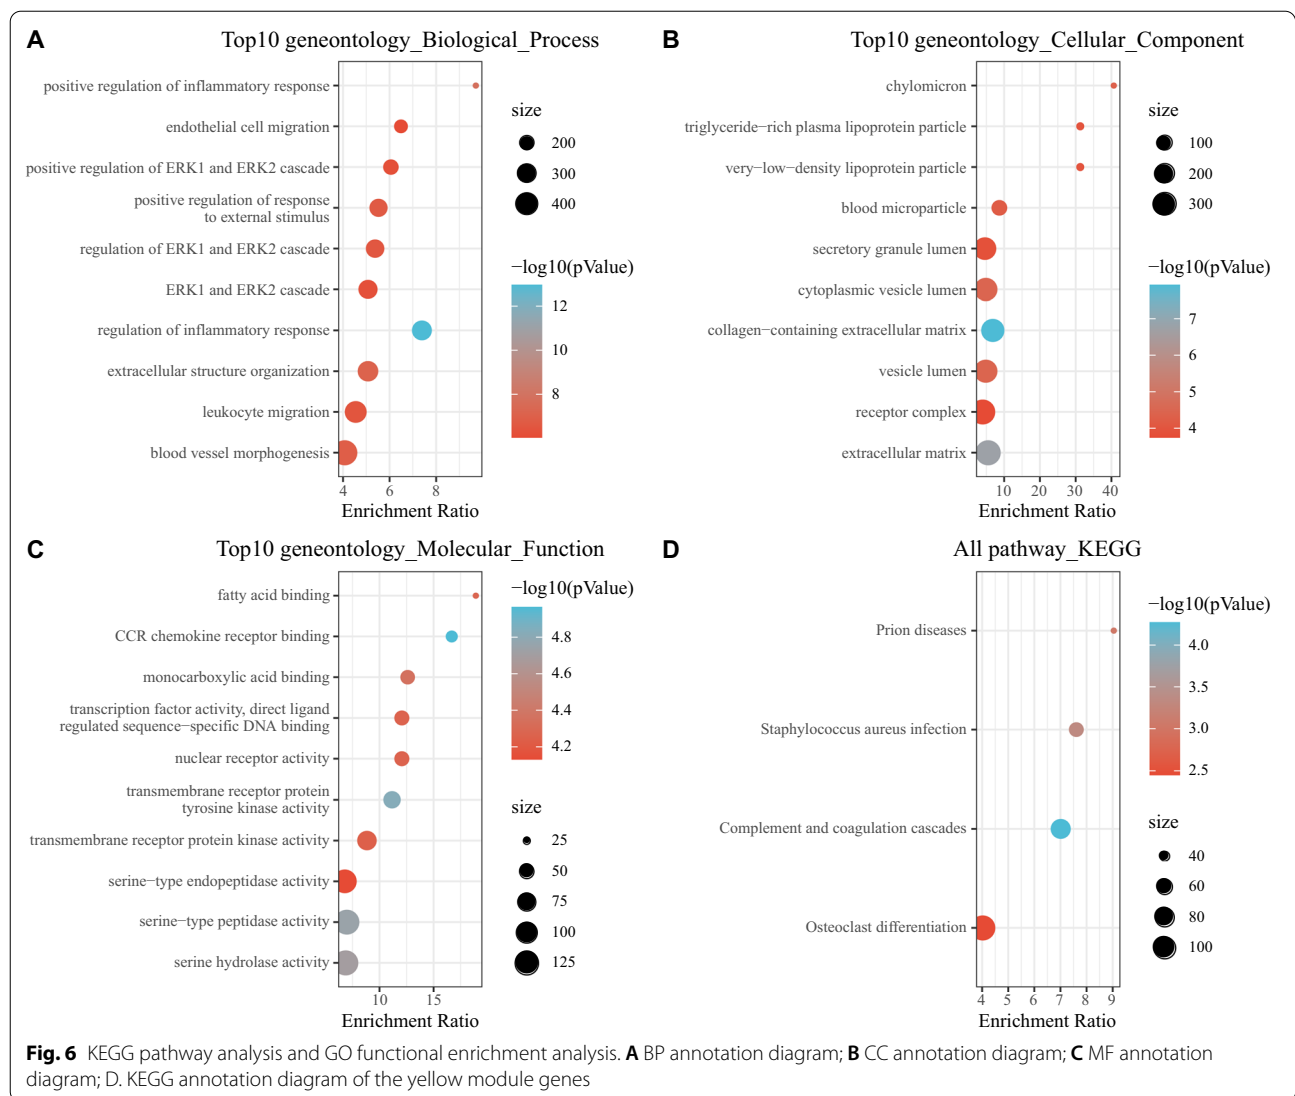 A
Top10 geneontology_Biological_Process
positive regulation of inflammatory response
endothelial cell migration
positive regulation of ERK1 and ERK2 cascade
positive regulation of response
to external stimulus
regulation of ERK1 and ERK2 cascade
ERK1 and ERK2 cascade
regulation of inflammatory response
extracellular structure organization
leukocyte migration
blood vessel morphogenesis
4 6 8
Enrichment Ratio
size
200
300
400
−log10(pValue)
12
10
8
B
Top10 geneontology_Cellular_Component
chylomicron
triglyceride−rich plasma lipoprotein particle
very−low−density lipoprotein particle
blood microparticle
secretory granule lumen
cytoplasmic vesicle lumen
collagen−containing extracellular matrix
vesicle lumen
receptor complex
extracellular matrix
10 20 30 40
Enrichment Ratio
size
100
200
300
−log10(pValue)
7
6
5
4
C
Top10 geneontology_Molecular_Function
fatty acid binding
CCR chemokine receptor binding
monocarboxylic acid binding
transcription factor activity, direct ligand
regulated sequence−specific DNA binding
nuclear receptor activity
transmembrane receptor protein
tyrosine kinase activity
transmembrane receptor protein kinase activity
serine−type endopeptidase activity
serine−type peptidase activity
serine hydrolase activity
10 15
Enrichment Ratio
−log10(pValue)
4.8
4.6
4.4
4.2
size
25
50
75
100
125
D
All pathway_KEGG
Prion diseases
Staphylococcus aureus infection
Complement and coagulation cascades
Osteoclast differentiation
4 5 6 7 8 9
Enrichment Ratio
−log10(pValue)
4.0
3.5
3.0
2.5
size
40
60
80
100
Fig. 6 KEGG pathway analysis and GO functional enrichment analysis. A BP annotation diagram; B CC annotation diagram; C MF annotation
diagram; D. KEGG annotation diagram of the yellow module genes